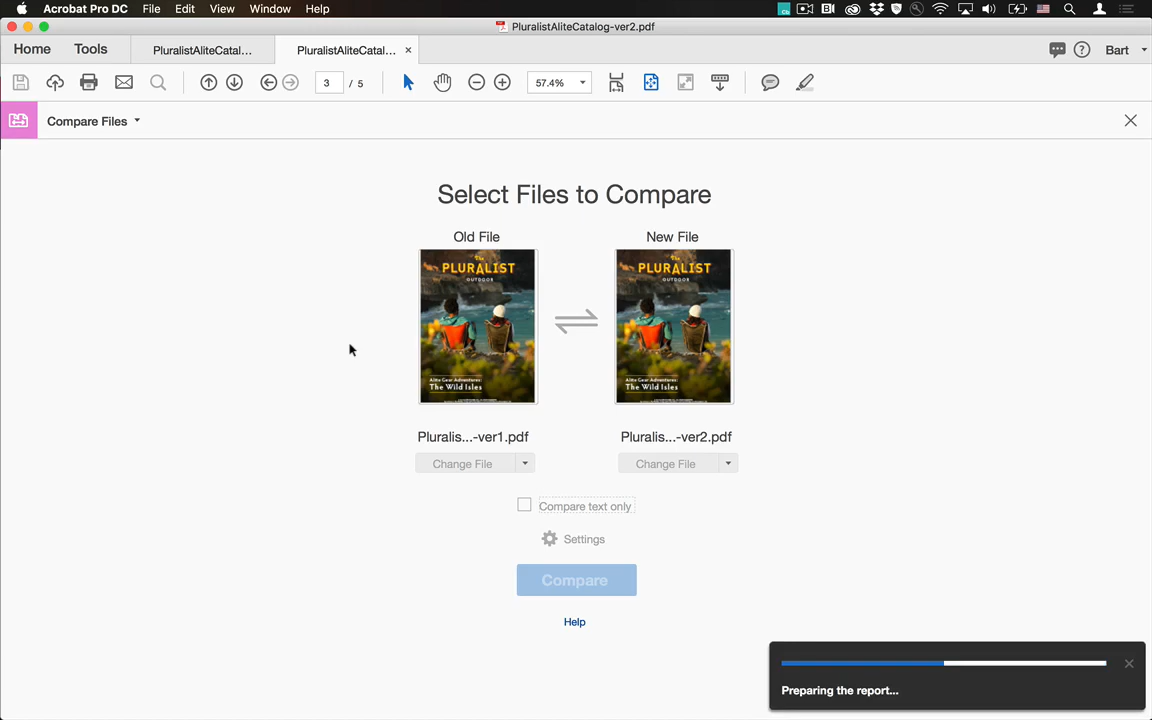 Acrobat Pro DC File Edit View Window Help
PluralistAliteCatalog-ver2.pdf
Home Tools PluralistAliteCatal... PluralistAliteCatal... × Bart
3 / 5 57.4%
Compare Files
Select Files to Compare
Old File New File
The The
PLURALIST PLURALIST
OUTDOOR OUTDOOR
Alite Gear Adventures: Alite Gear Adventures:
The Wild Isles The Wild Isles
Pluralis...-ver1.pdf Pluralis...-ver2.pdf
Change File Change File
Compare text only
Settings
Compare
Help
Preparing the report...